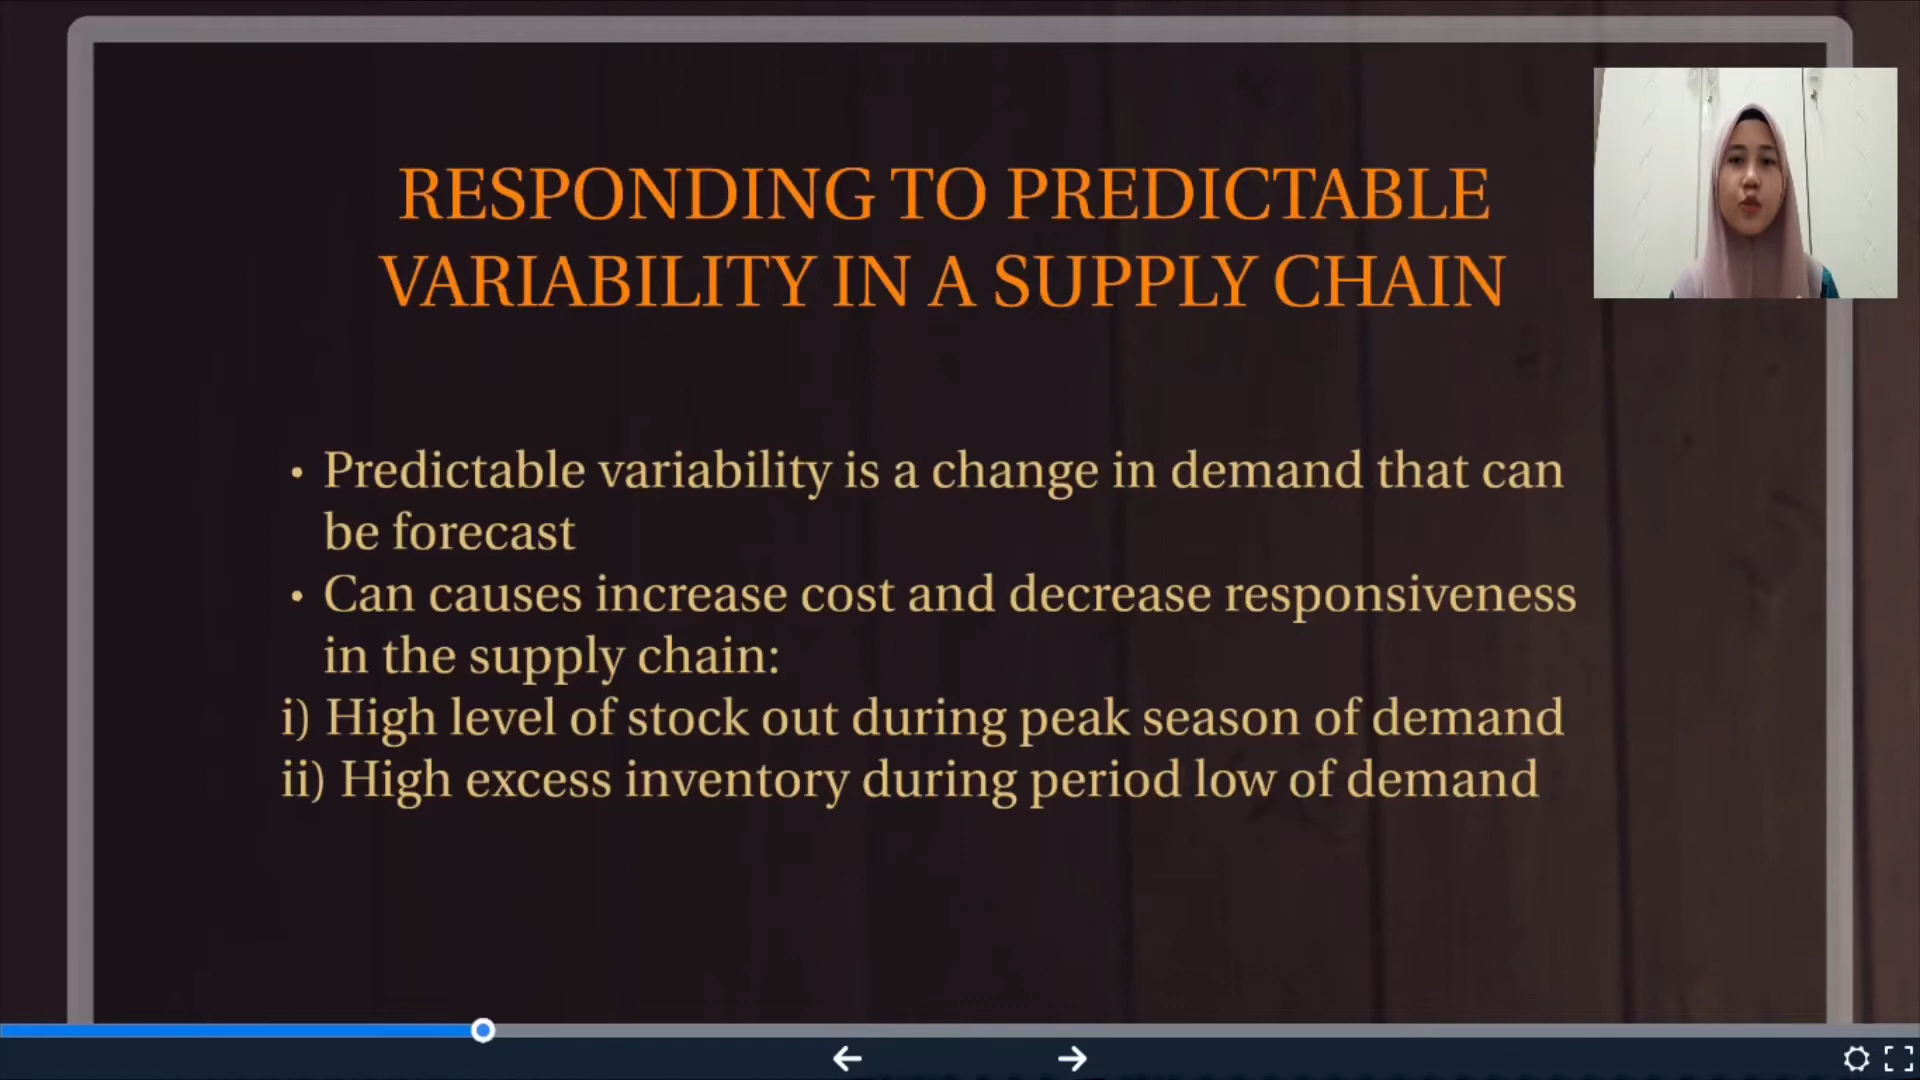 RESPONDING TO PREDICTABLE
VARIABILITY IN A SUPPLY CHAIN
• Predictable variability is a change in demand that can
be forecast
• Can causes increase cost and decrease responsiveness
in the supply chain:
i) High level of stock out during peak season of demand
ii) High excess inventory during period low of demand